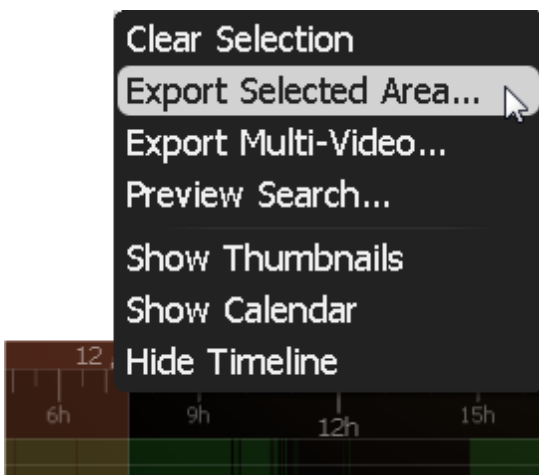 Clear Selection
Export Selected Area...
Export Multi-Video...
Preview Search...
Show Thumbnails
Show Calendar
Hide Timeline
12
6h
9h
12h
15h